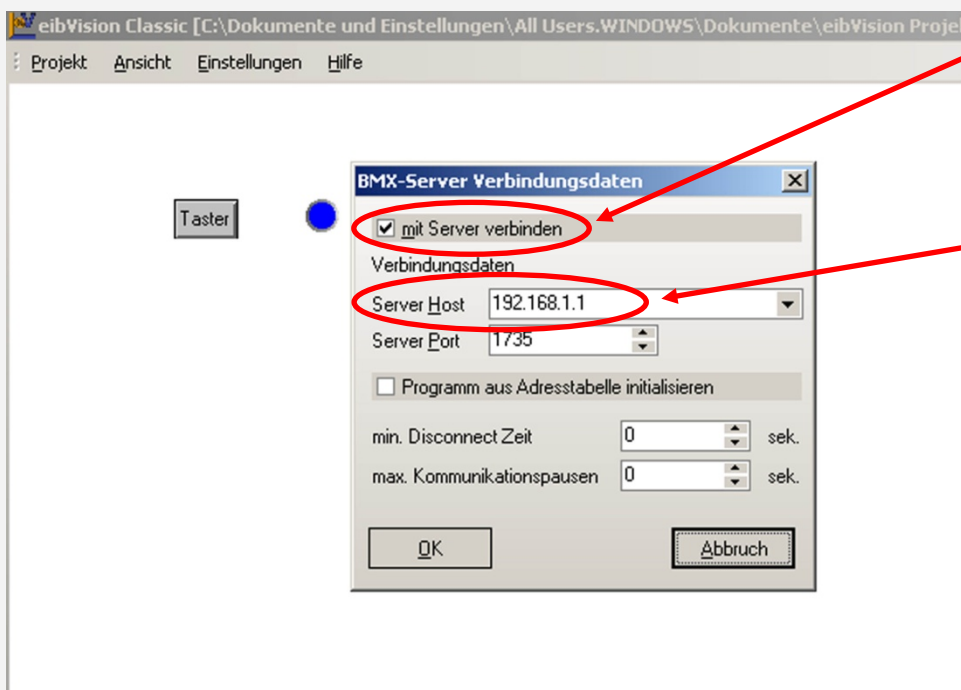 eibVision Classic [C:\Dokumente und Einstellungen\All Users.WINDOWS\Dokumente\eibVision Proje
Projekt Ansicht Einstellungen Hilfe
BMX-Server Verbindungsdaten
Taster
mit Server verbinden
Verbindungsdaten
Server Host 192.168.1.1
Server Port 1735
Programm aus Adresstabelle initialisieren
min. Disconnect Zeit 0 sek.
max. Kommunikationspausen 0 sek.
OK Abbruch